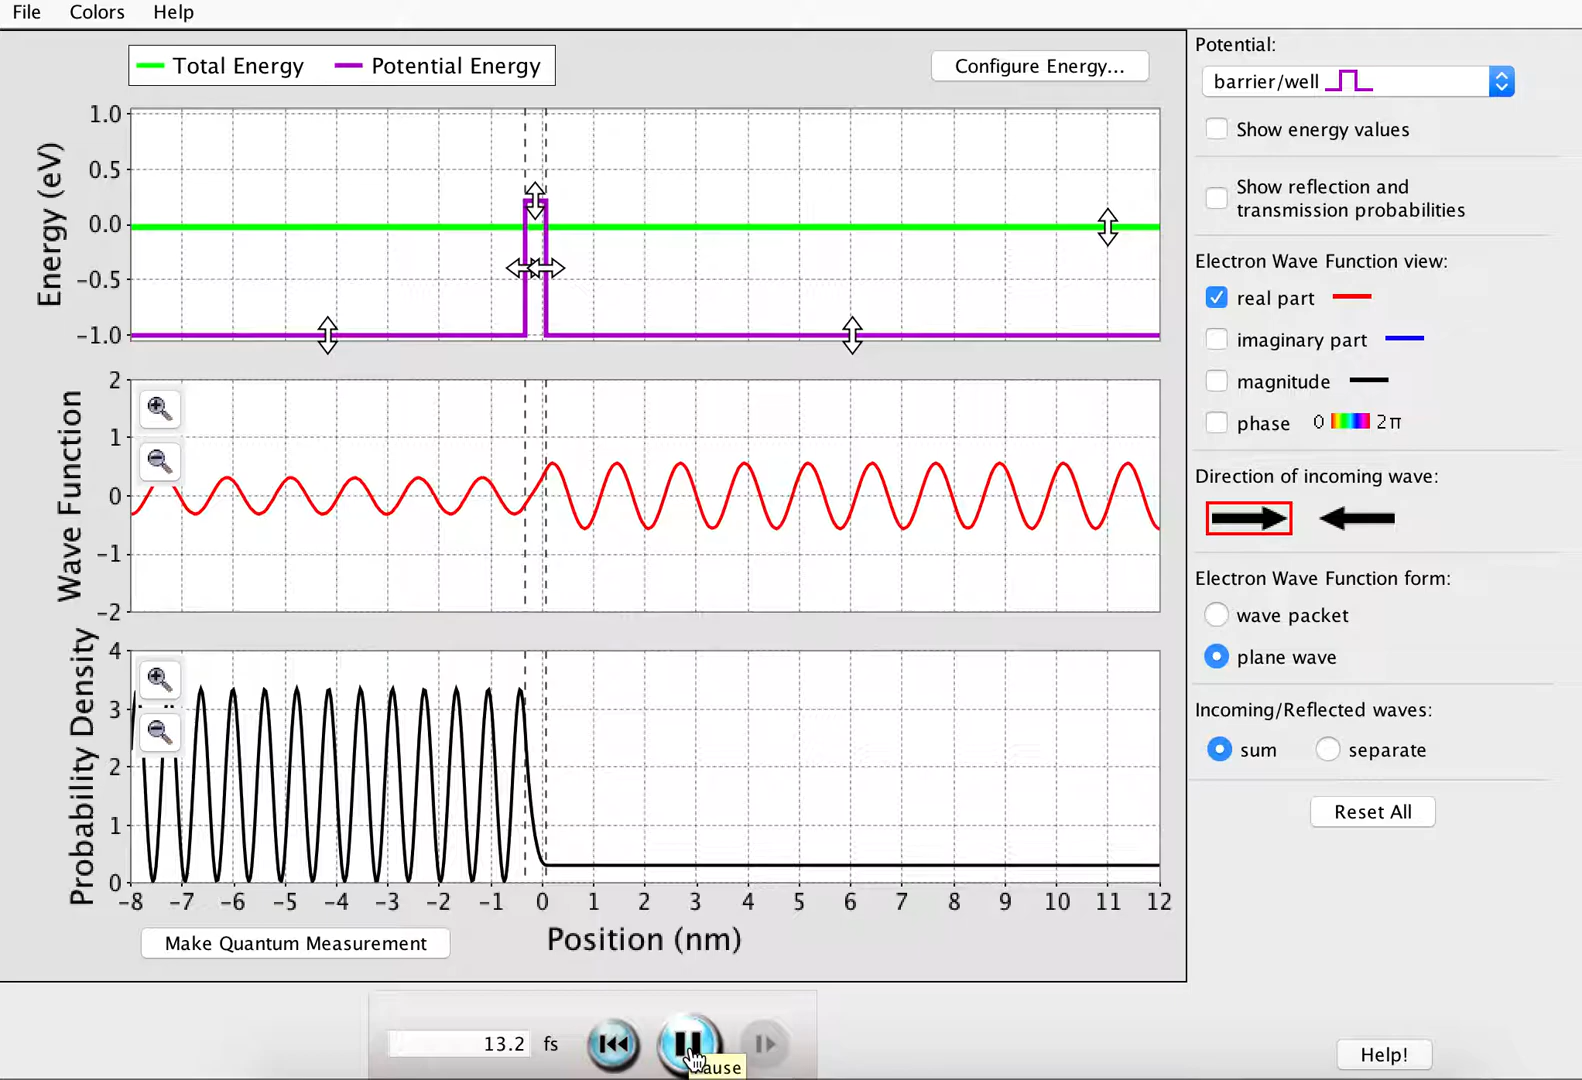 File Colors Help
Total Energy Potential Energy
Configure Energy...
Energy (eV)
1.0
0.5
0.0
−0.5
−1.0
Wave Function
2
1
0
−1
−2
Probability Density
4
3
2
1
0
−8 −7 −6 −5 −4 −3 −2 −1 0 1 2 3 4 5 6 7 8 9 10 11 12
Position (nm)
Make Quantum Measurement
13.2 fs
ause
Potential:
barrier/well
Show energy values
Show reflection and
transmission probabilities
Electron Wave Function view:
real part
imaginary part
magnitude
phase 0 2π
Direction of incoming wave:
Electron Wave Function form:
wave packet
plane wave
Incoming/Reflected waves:
sum separate
Reset All
Help!